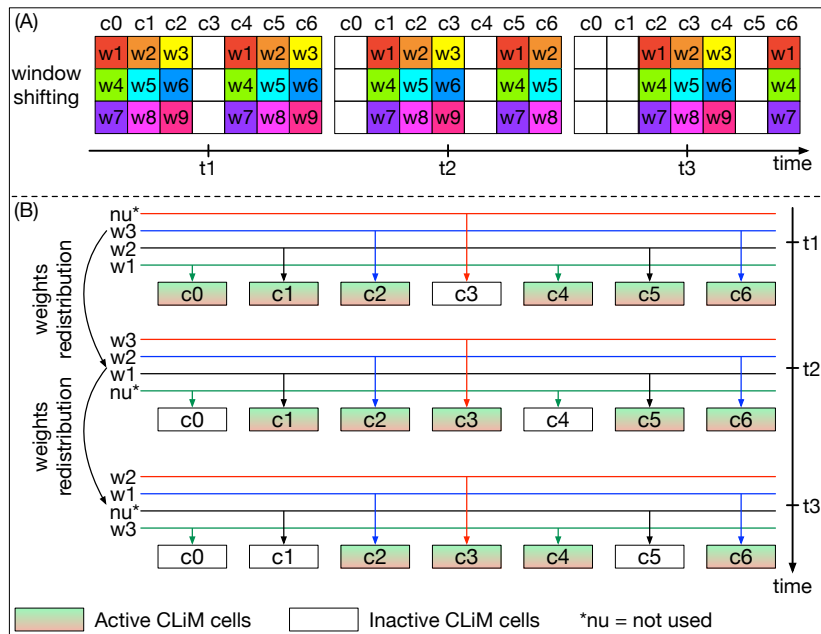 (A)
c0 c1 c2 t3 c4 c5 c6 c0 c1 c2 c3 c4 c5 c6 c0 c1 c2 c3 c4 c5 c6
w1 w2 w3 w1 w2 w3 w1 w2 w3 w1 w2 w1 w2 w4 w1
window shifting
w4 w5 w6 w4 w5 w6 w4 w5 w6 w4 w2 w4 w5 w6 w4
w7 w8 w9 w7 w8 w9 w7 w8 w9 w7 w8 w7 w8 w9 w7
t1 t2 t3 time
(B)
nu*
w3
w2
w1
t1
c0 c1 c2 c3 c4 c5 c6
weights redistribution
w3
w2
w1
nu*
t2
c0 c1 c2 c3 c4 c5 c6
weights redistribution
w2
w1
nu*
w3
t3
c0 c1 c2 c3 c4 c5 c6
time
Active CLiM cells Inactive CLiM cells *nu = not used